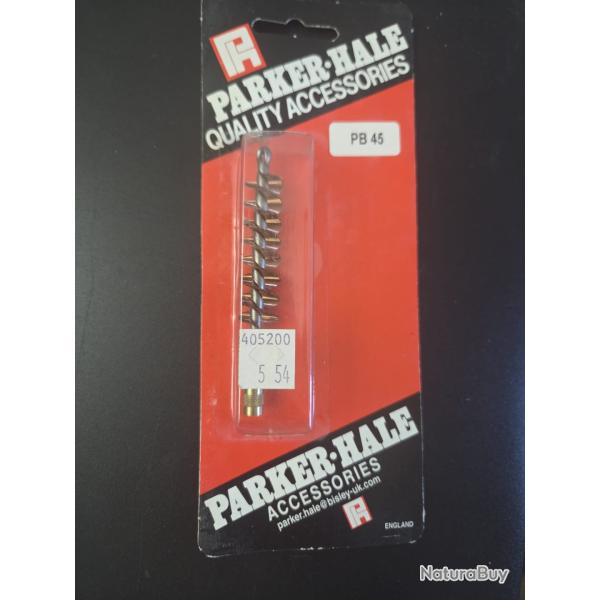 PARKER·HALE
QUALITY ACCESSORIES
PB 45
405200
5 54
PARKER·HALE
ACCESSORIES
parker.hale@bisley-uk.com
ENGLAND
NaturaBuy